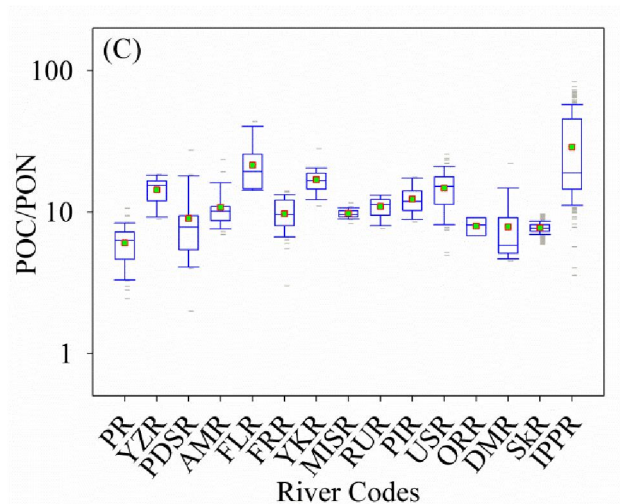 (C)
100
10
1
POC/PON
PR
YZR
PDSR
AMR
FLR
FRR
YKR
MISR
RUR
PIR
USR
ORR
DMR
SKR
IPPR
River Codes